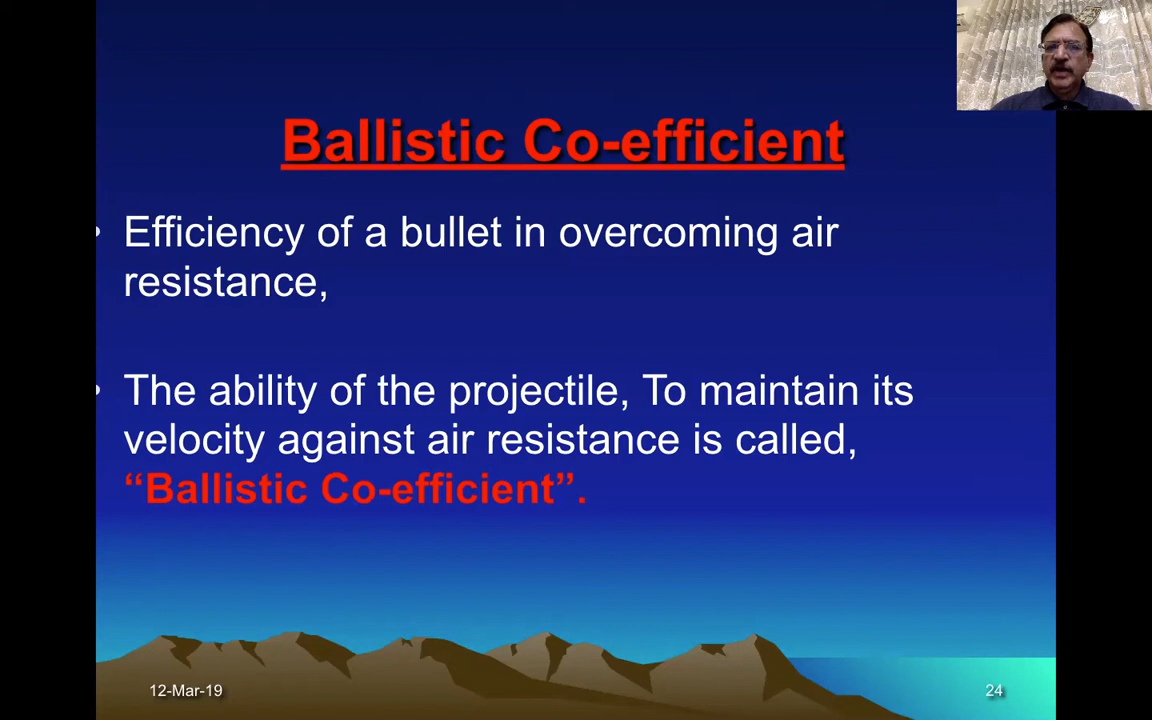 Ballistic Co-efficient
• Efficiency of a bullet in overcoming air
resistance,
• The ability of the projectile, To maintain its
velocity against air resistance is called,
“Ballistic Co-efficient”.
12-Mar-19
24